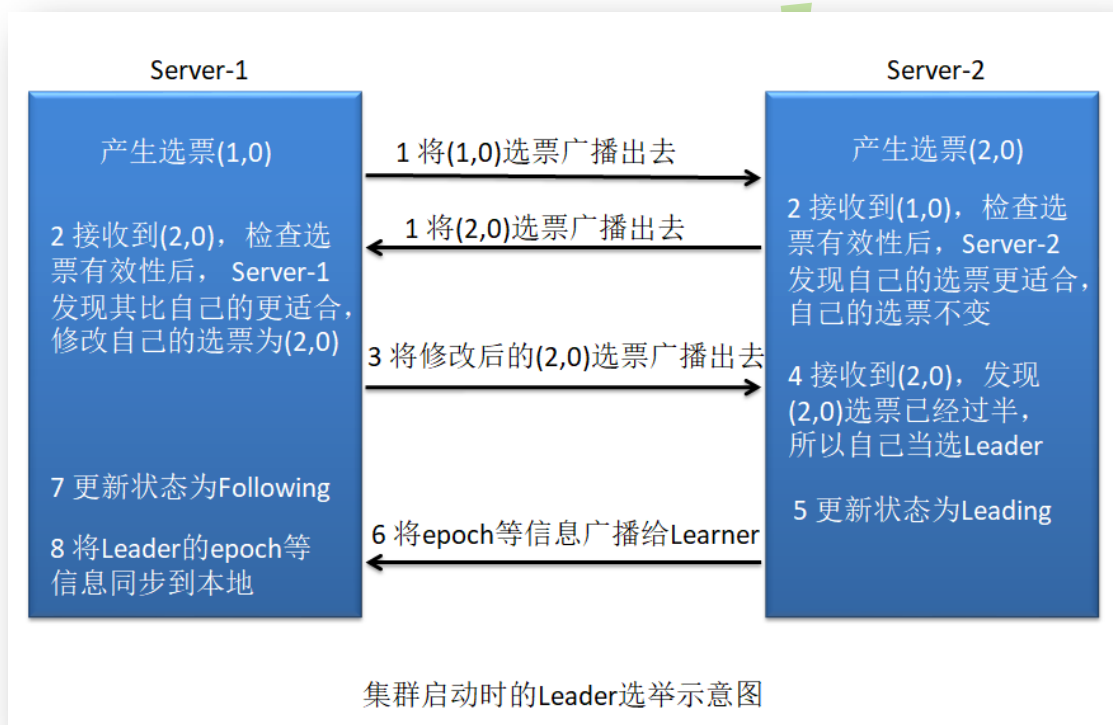 Server-1
Server-2
产生选票(1,0)
1 将(1,0)选票广播出去
产生选票(2,0)
1 将(2,0)选票广播出去
2 接收到(2,0)，检查选
票有效性后， Server-1
发现其比自己的更适合，
修改自己的选票为(2,0)
2 接收到(1,0)，检查选
票有效性后，Server-2
发现自己的选票更适合，
自己的选票不变
3 将修改后的(2,0)选票广播出去
4 接收到(2,0)，发现
(2,0)选票已经过半，
所以自己当选Leader
5 更新状态为Leading
6 将epoch等信息广播给Learner
7 更新状态为Following
8 将Leader的epoch等
信息同步到本地
集群启动时的Leader选举示意图